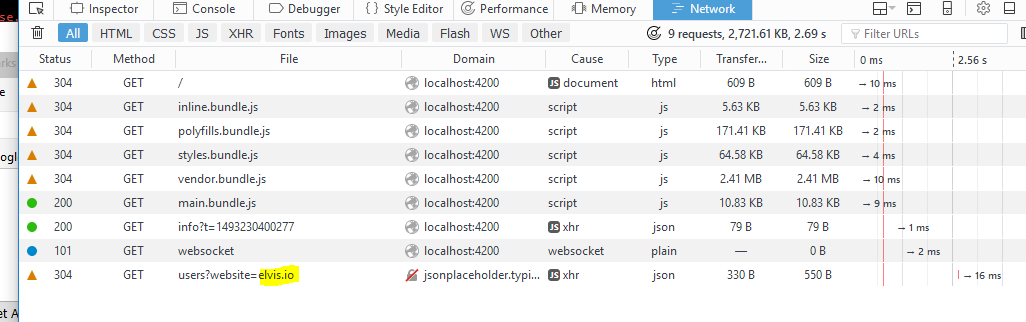 se.
Inspector Console Debugger Style Editor Performance Memory Network
All HTML CSS JS XHR Fonts Images Media Flash WS Other 9 requests, 2,721.61 KB, 2.69 s Filter URLs
Status Method File Domain Cause Type Transfer... Size 0 ms 2.56 s
304 GET / localhost:4200 JS document html 609 B 609 B → 10 ms
304 GET inline.bundle.js localhost:4200 script js 5.63 KB 5.63 KB → 2 ms
304 GET polyfills.bundle.js localhost:4200 script js 171.41 KB 171.41 KB → 2 ms
304 GET styles.bundle.js localhost:4200 script js 64.58 KB 64.58 KB → 4 ms
304 GET vendor.bundle.js localhost:4200 script js 2.41 MB 2.41 MB → 10 ms
200 GET main.bundle.js localhost:4200 script js 10.83 KB 10.83 KB → 9 ms
200 GET info?t=1493230400277 localhost:4200 JS xhr json 79 B 79 B → 1 ms
101 GET websocket localhost:4200 websocket plain — 0 B → 2 ms
304 GET users?website=elvis.io jsonplaceholder.typi... JS xhr json 330 B 550 B → 16 ms
arks
e
ogl
et A